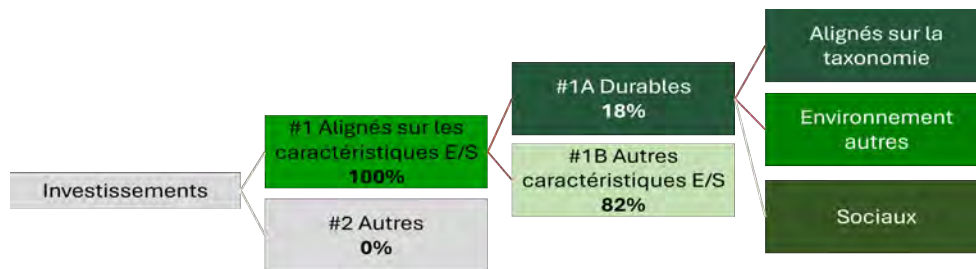 Investissements
#1 Alignés sur les
caractéristiques E/S
100%
#2 Autres
0%
#1A Durables
18%
#1B Autres
caractéristiques E/S
82%
Alignés sur la
taxonomie
Environnement
autres
Sociaux